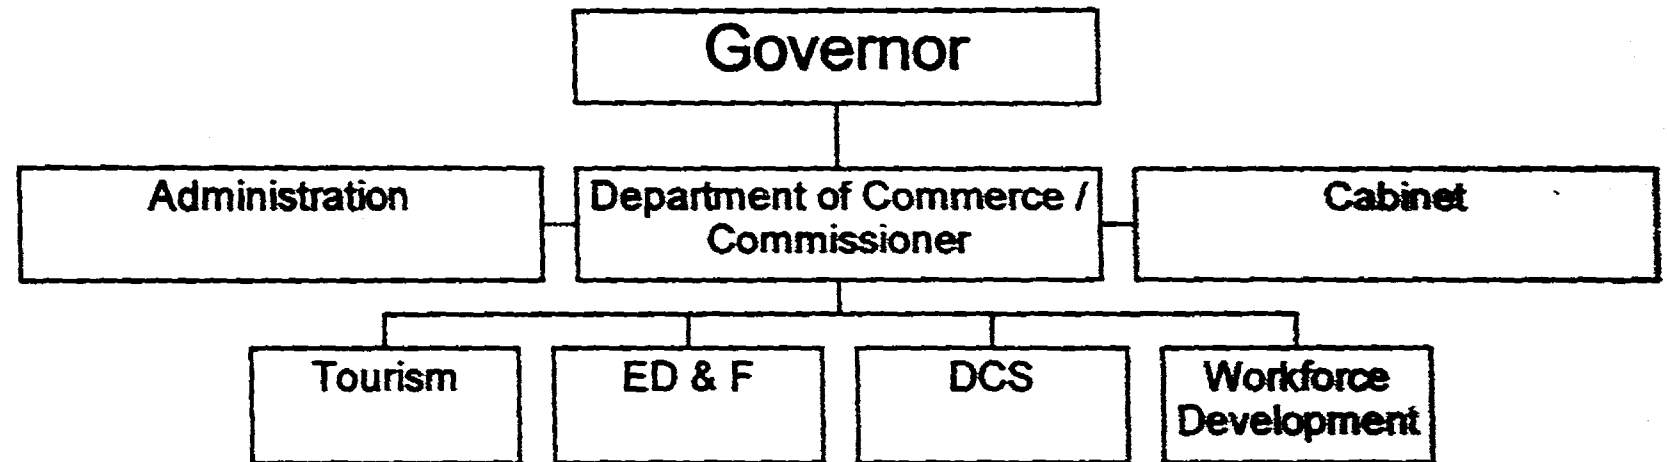 Governor
Administration
Department of Commerce /
Commissioner
Cabinet
Tourism
ED & F
DCS
Workforce
Development